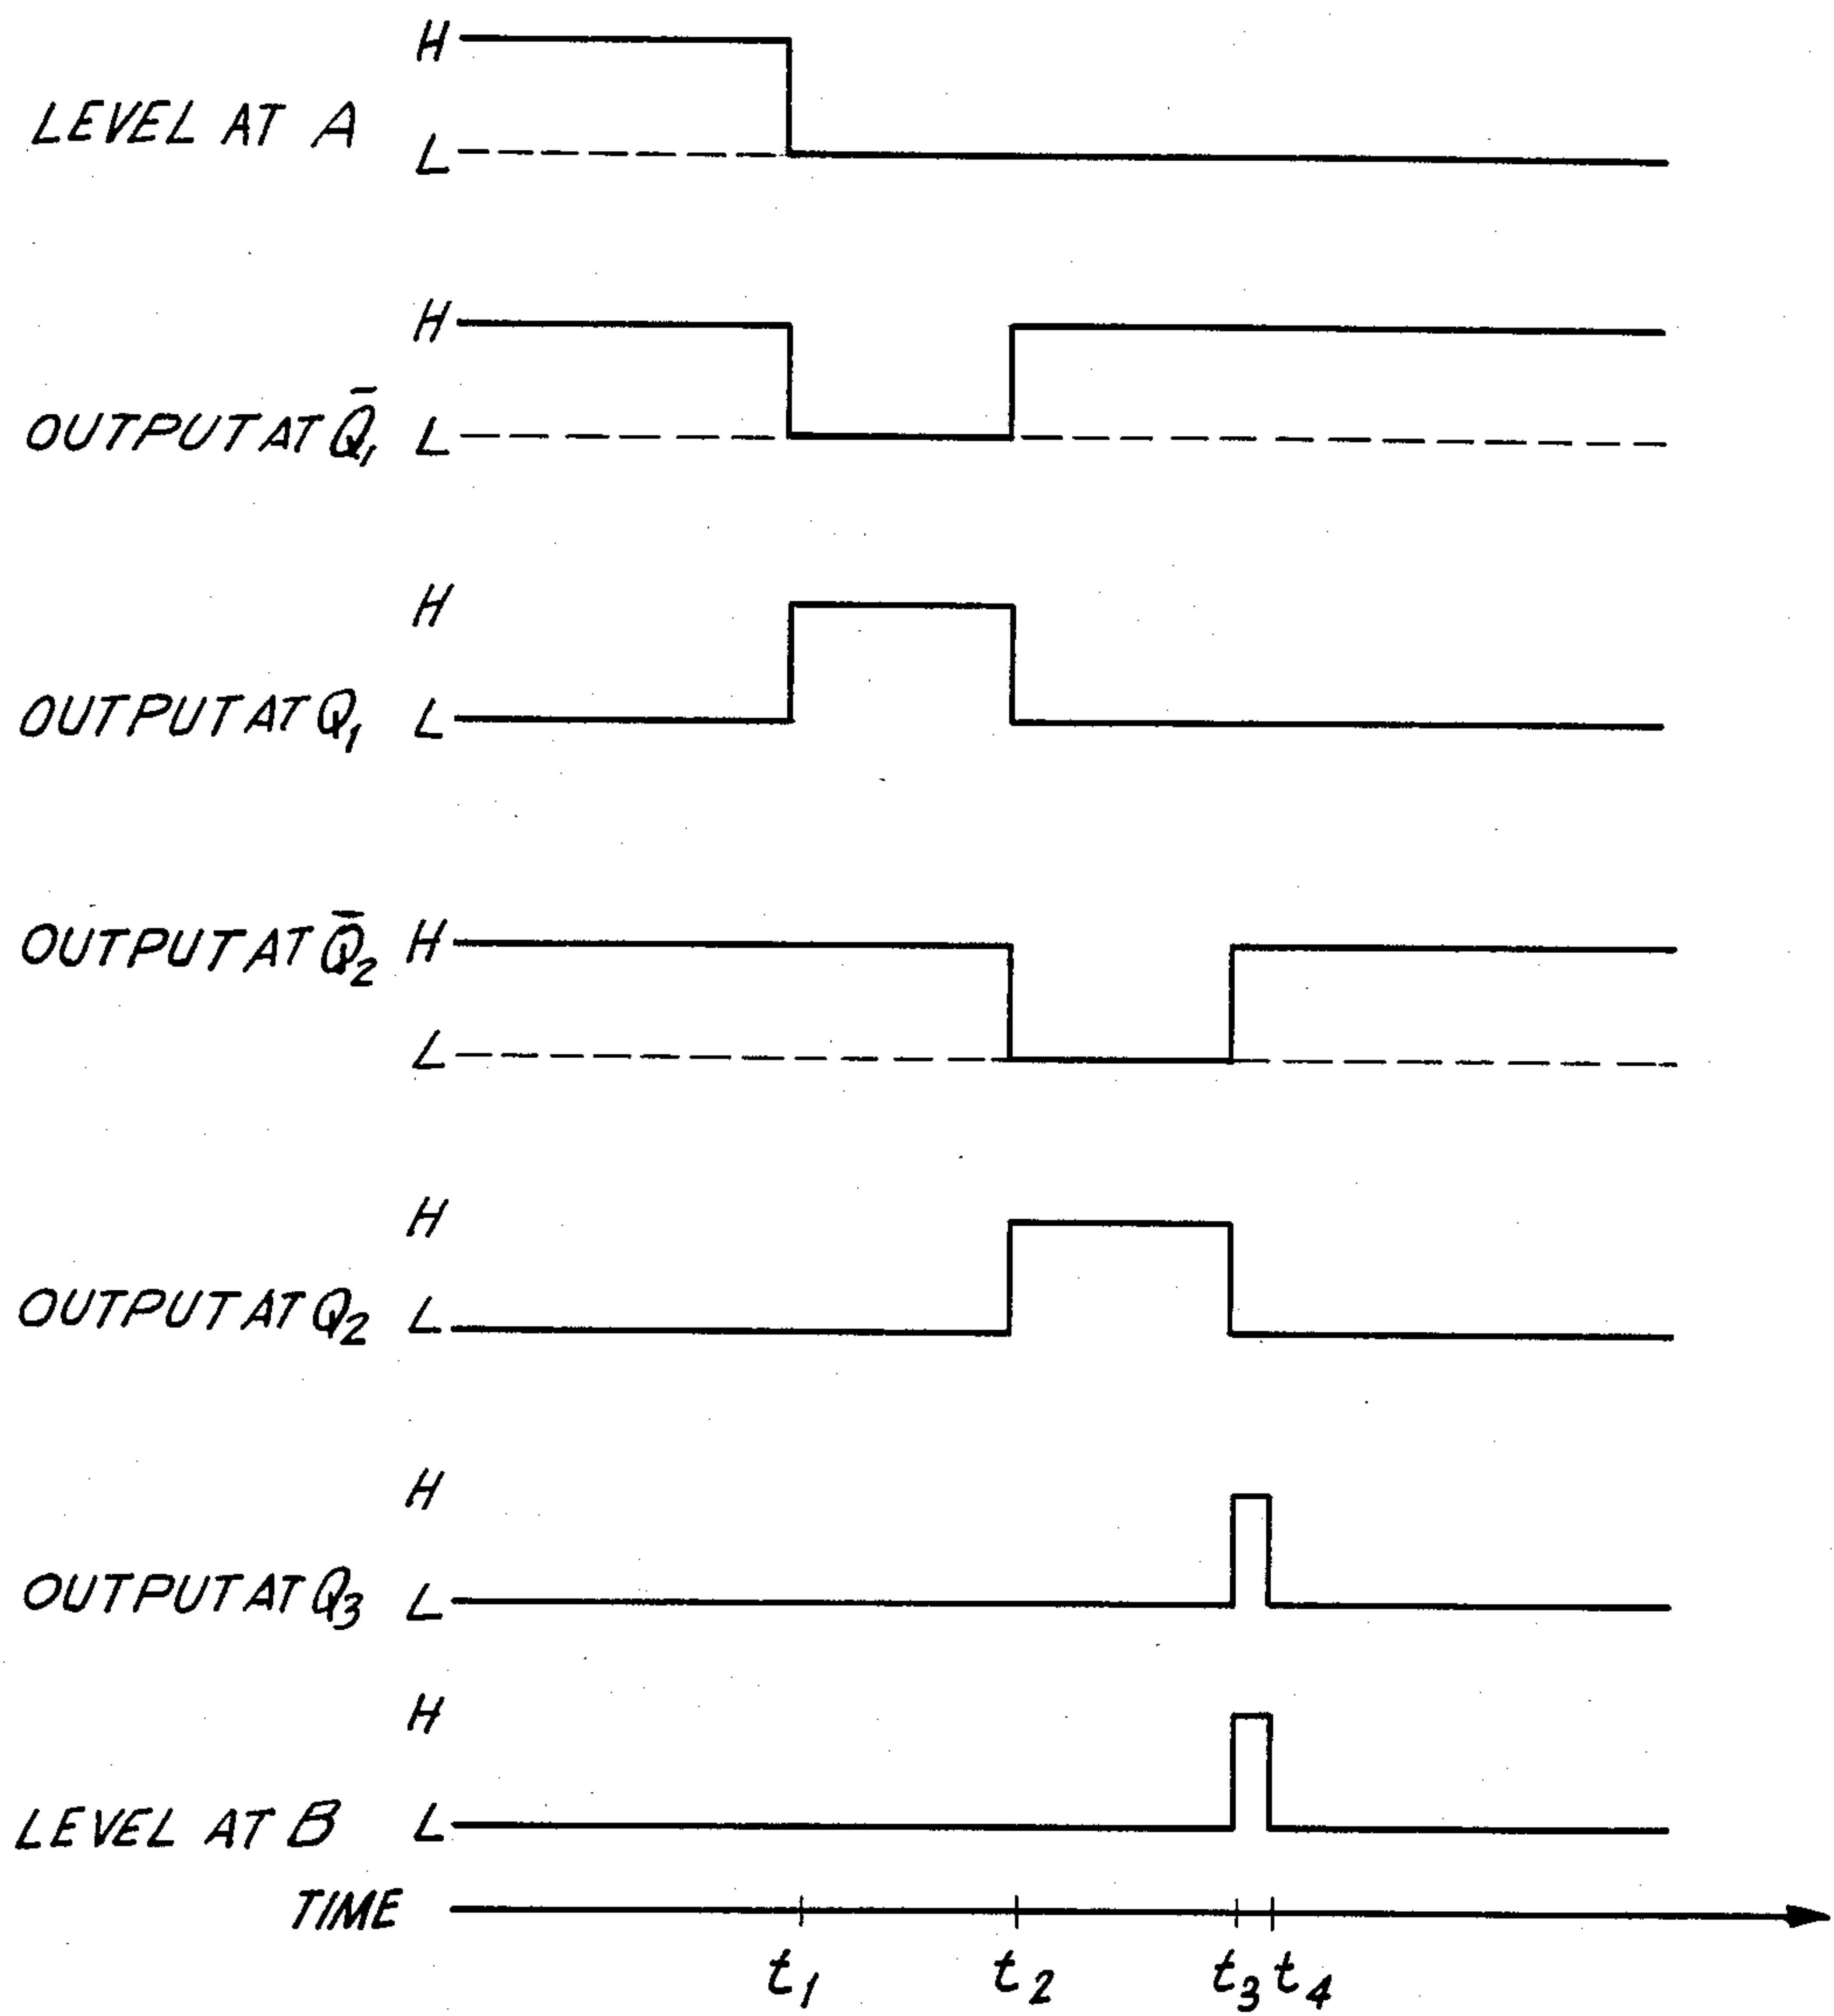 H
LEVEL AT A
L
H
OUTPUT AT Q̄₁ L
H
OUTPUT AT Q₁ L
OUTPUT AT Q̄₂ H
L
H
OUTPUT AT Q₂ L
H
OUTPUT AT Q₃ L
H
LEVEL AT B L
TIME
t₁ t₂ t₃ t₄